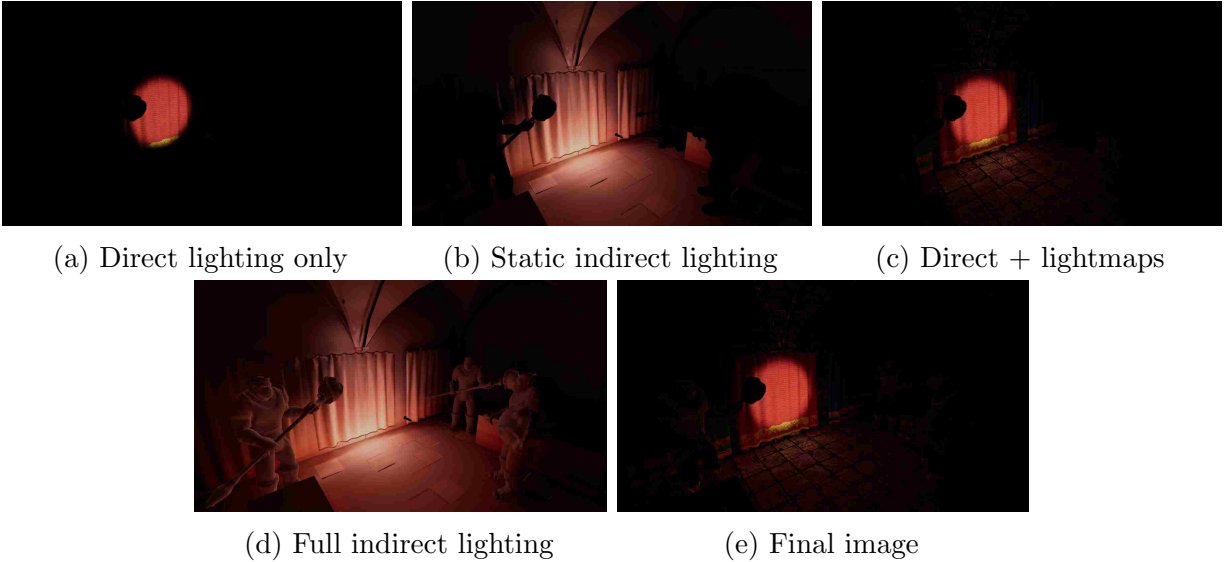 (a) Direct lighting only
(b) Static indirect lighting
(c) Direct + lightmaps
(d) Full indirect lighting
(e) Final image